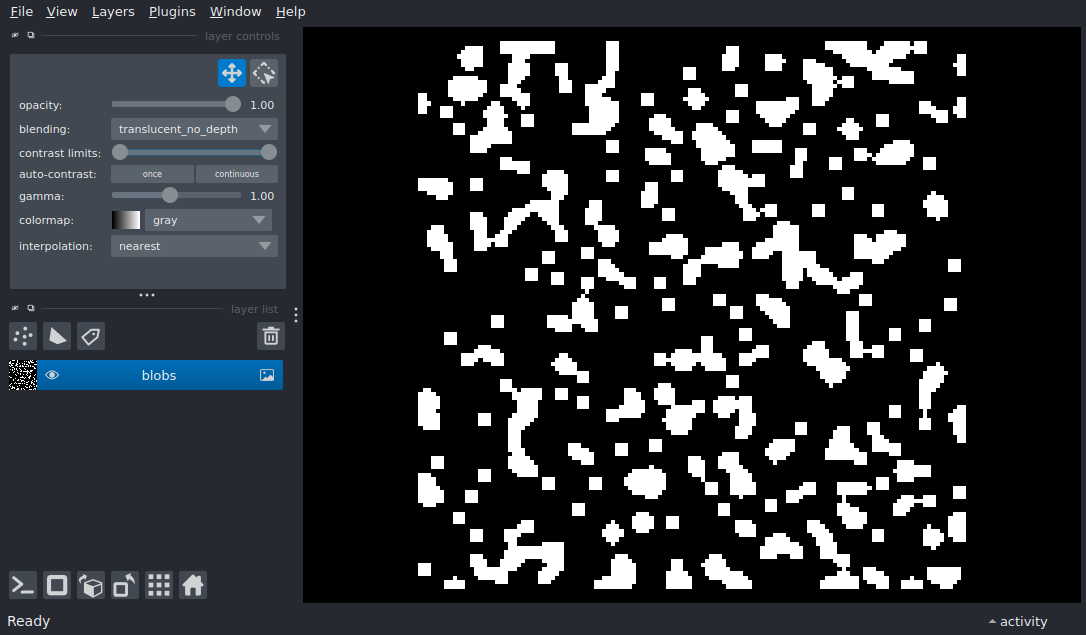 File View Layers Plugins Window Help
layer controls
opacity: 1.00
blending: translucent_no_depth
contrast limits:
auto-contrast: once continuous
gamma: 1.00
colormap: gray
interpolation: nearest
layer list
blobs
Ready activity